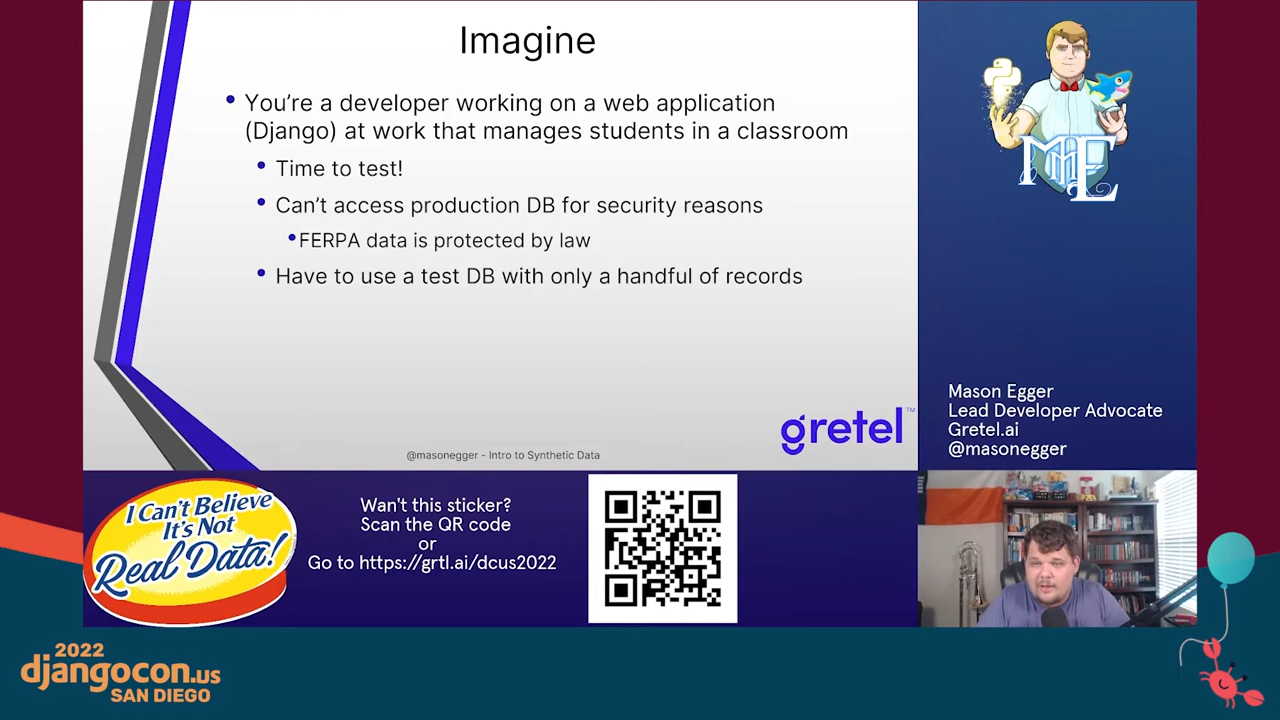 Imagine
• You’re a developer working on a web application
(Django) at work that manages students in a classroom
• Time to test!
• Can’t access production DB for security reasons
•FERPA data is protected by law
• Have to use a test DB with only a handful of records
gretel™
@masonegger - Intro to Synthetic Data
ME
Mason Egger
Lead Developer Advocate
Gretel.ai
@masonegger
I Can’t Believe
It’s Not
Real Data!
Wan't this sticker?
Scan the QR code
or
Go to https://grtl.ai/dcus2022
2022
djangocon.us
SAN DIEGO